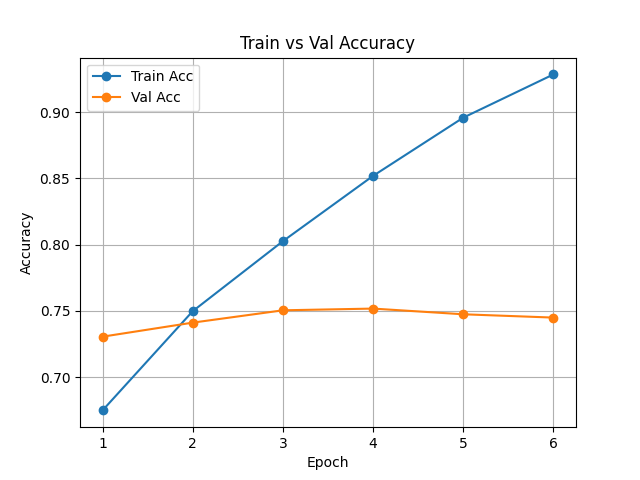 Train vs Val Accuracy
Train Acc
Val Acc
Accuracy
0.90
0.85
0.80
0.75
0.70
1 2 3 4 5 6
Epoch